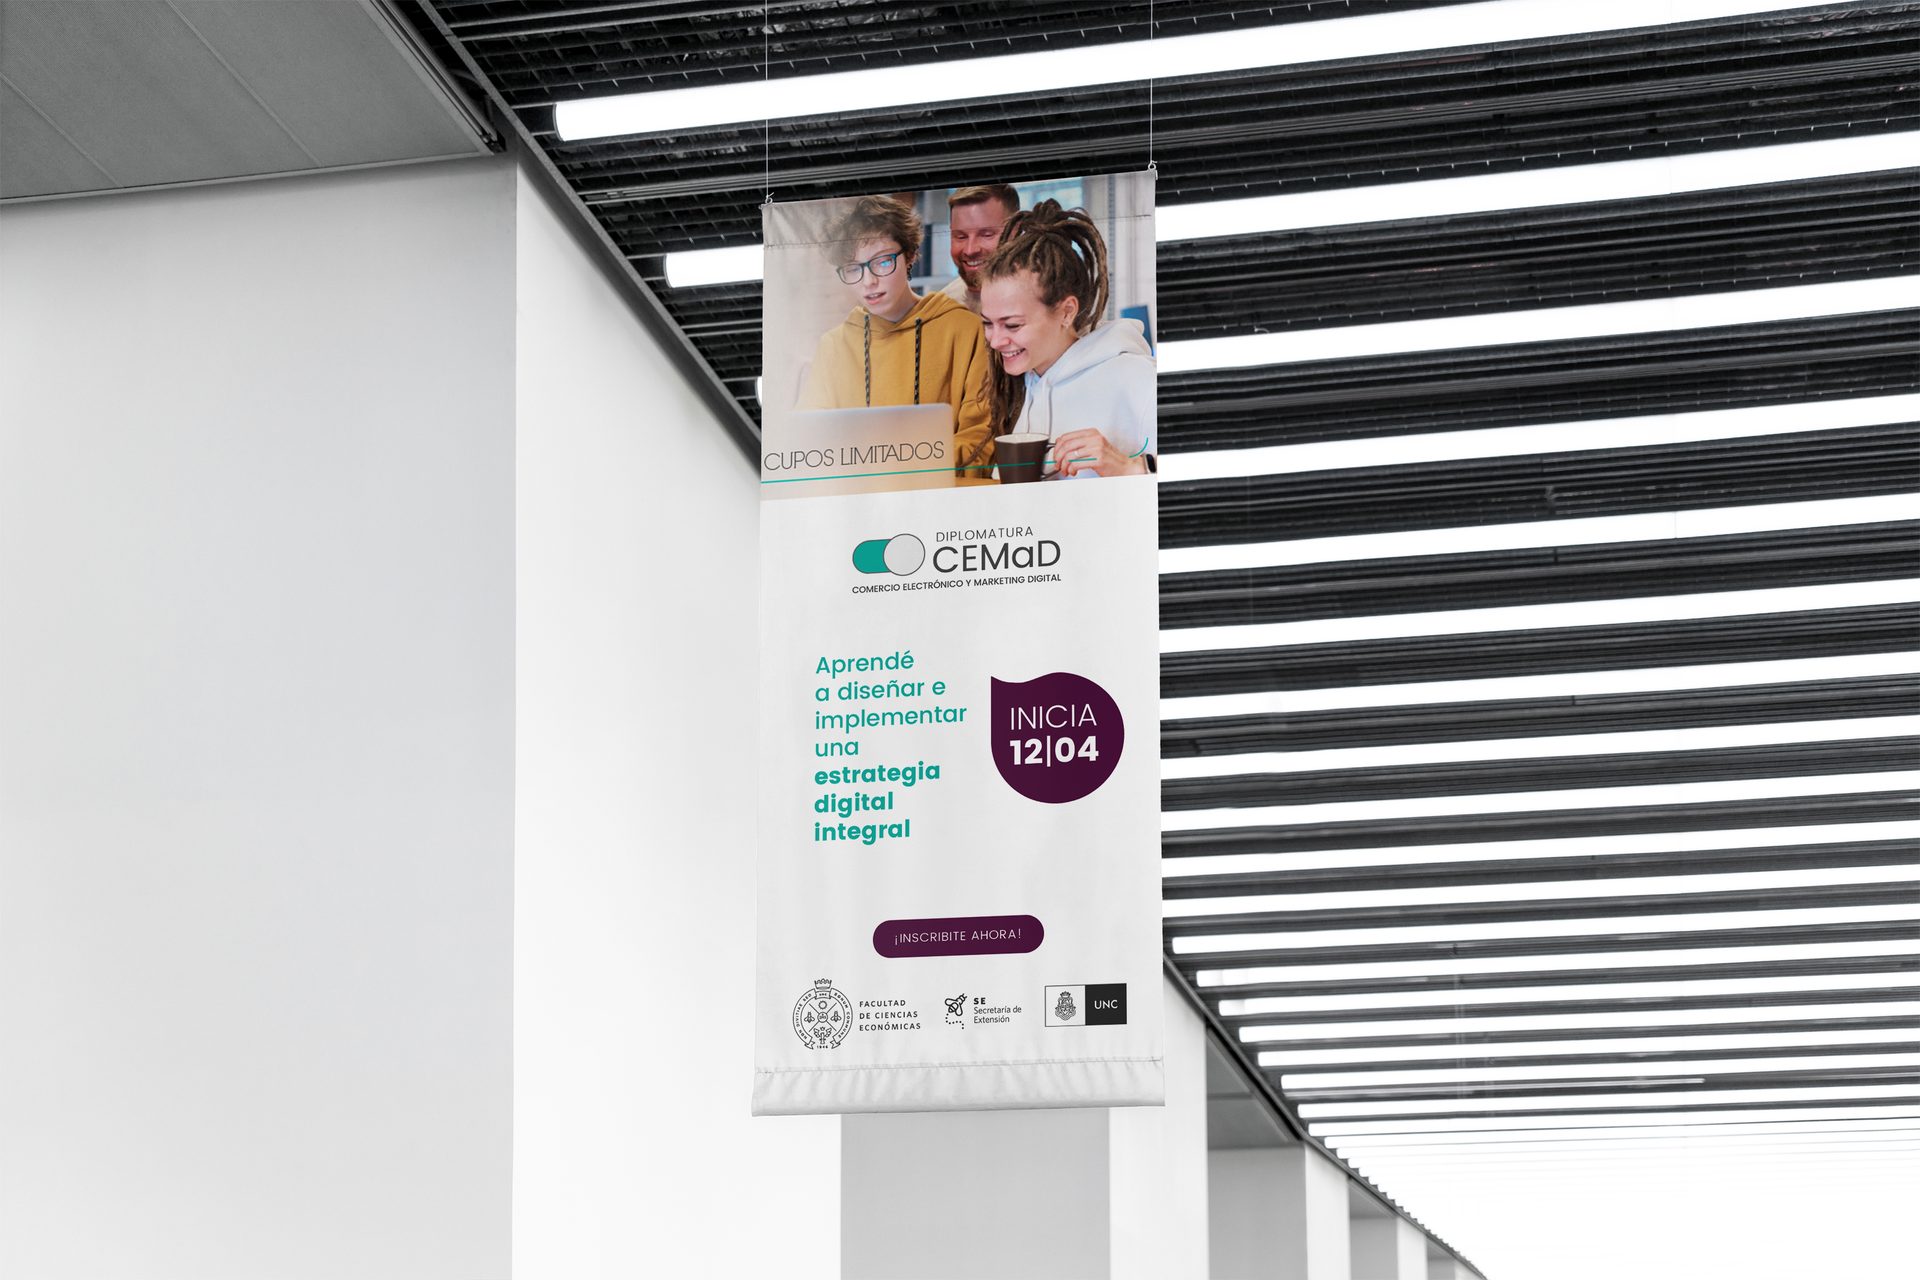 CUPOS LIMITADOS
DIPLOMATURA
CEMaD
COMERCIO ELECTRÓNICO Y MARKETING DIGITAL
Aprendé
a diseñar e
implementar
una
estrategia
digital
integral
INICIA
12|04
¡INSCRIBITE AHORA!
FACULTAD
DE CIENCIAS
ECONÓMICAS
SE
Secretaría de
Extensión
UNC